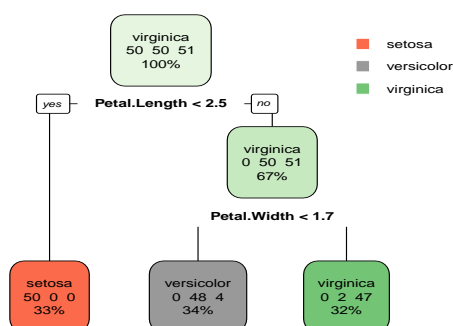 virginica
50 50 51
100%
setosa
versicolor
virginica
yes Petal.Length < 2.5 no
virginica
0 50 51
67%
Petal.Width < 1.7
setosa
50 0 0
33%
versicolor
0 48 4
34%
virginica
0 2 47
32%